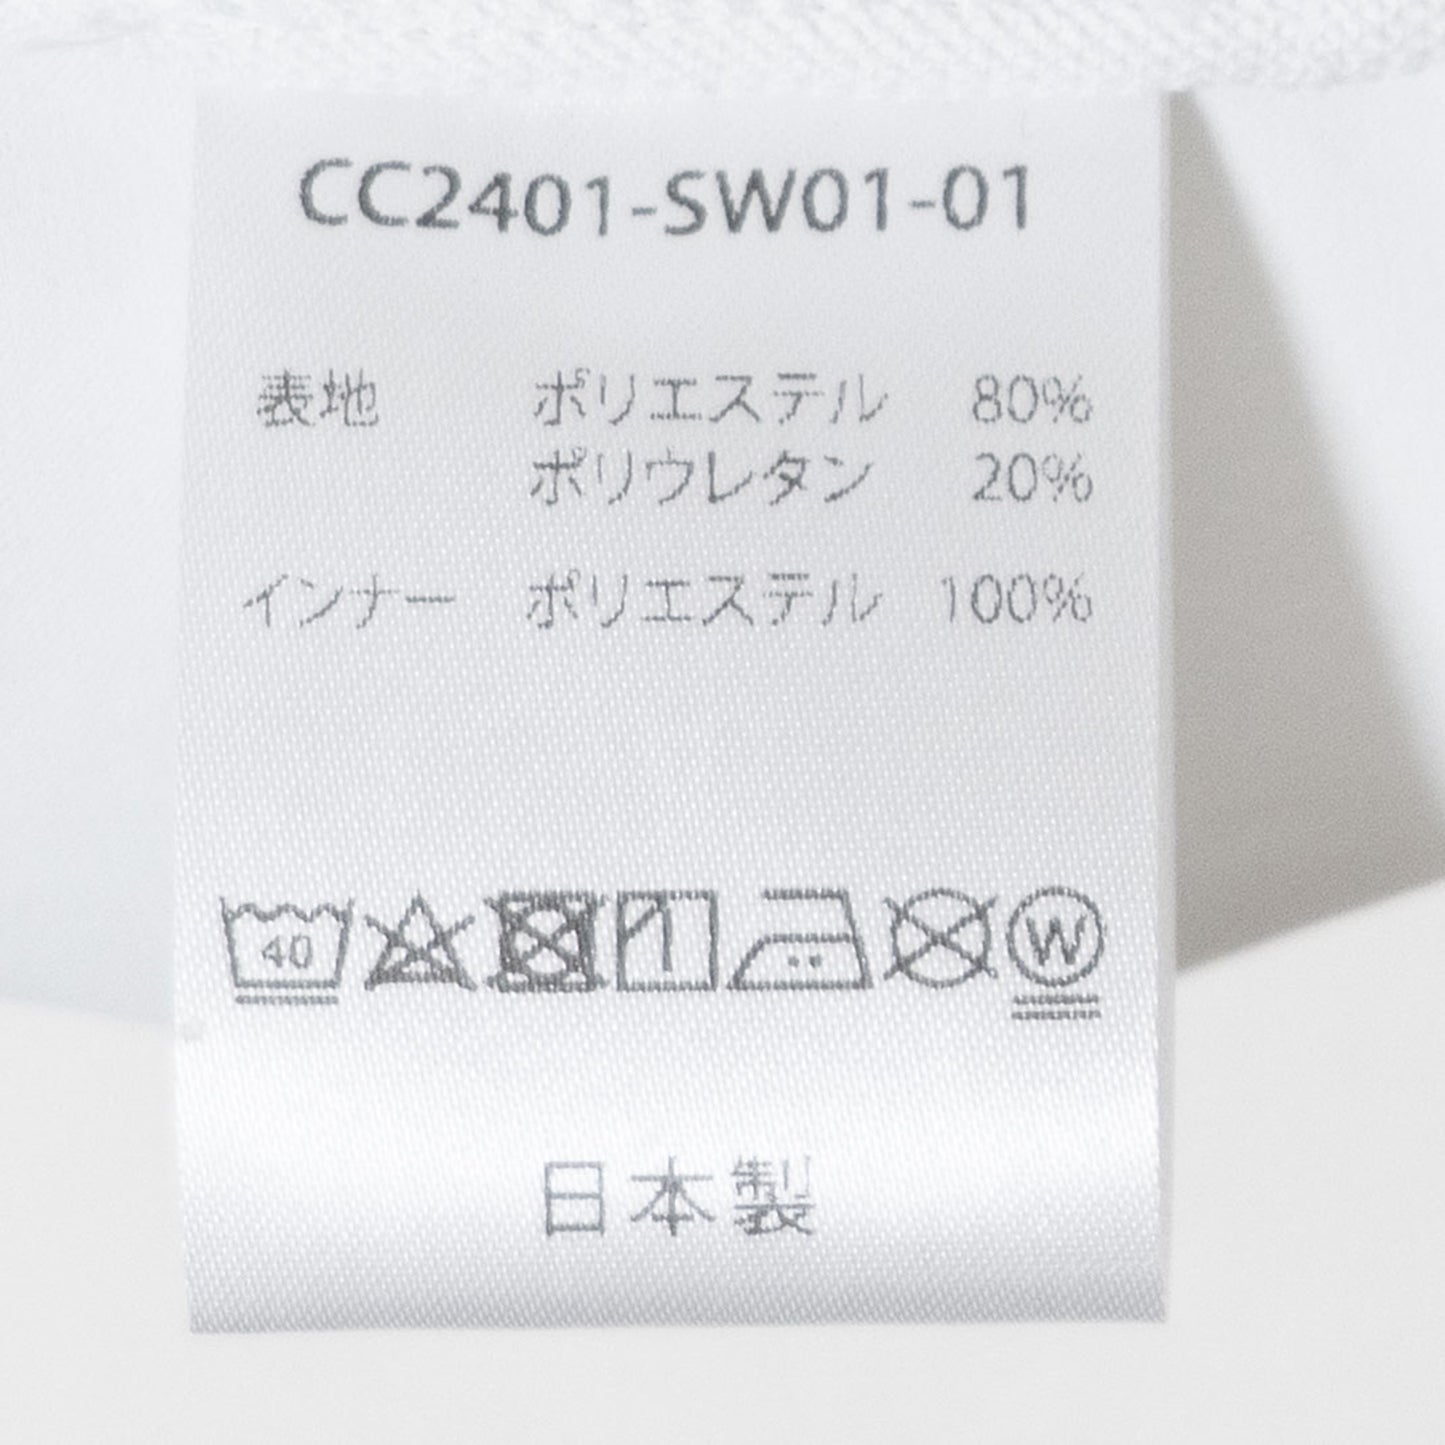 CC2401-SW01-01
表地 ポリエステル 80%
ポリウレタン 20%
インナー ポリエステル 100%
40 W
日本製